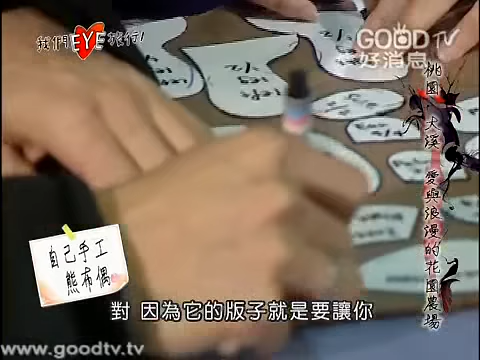 我們EYE旅行!
GOOD TV
好消息
桃園、大溪 愛與浪漫的花園農場
自己手工
熊布偶
對 因為它的版子就是要讓你
www.goodtv.tv